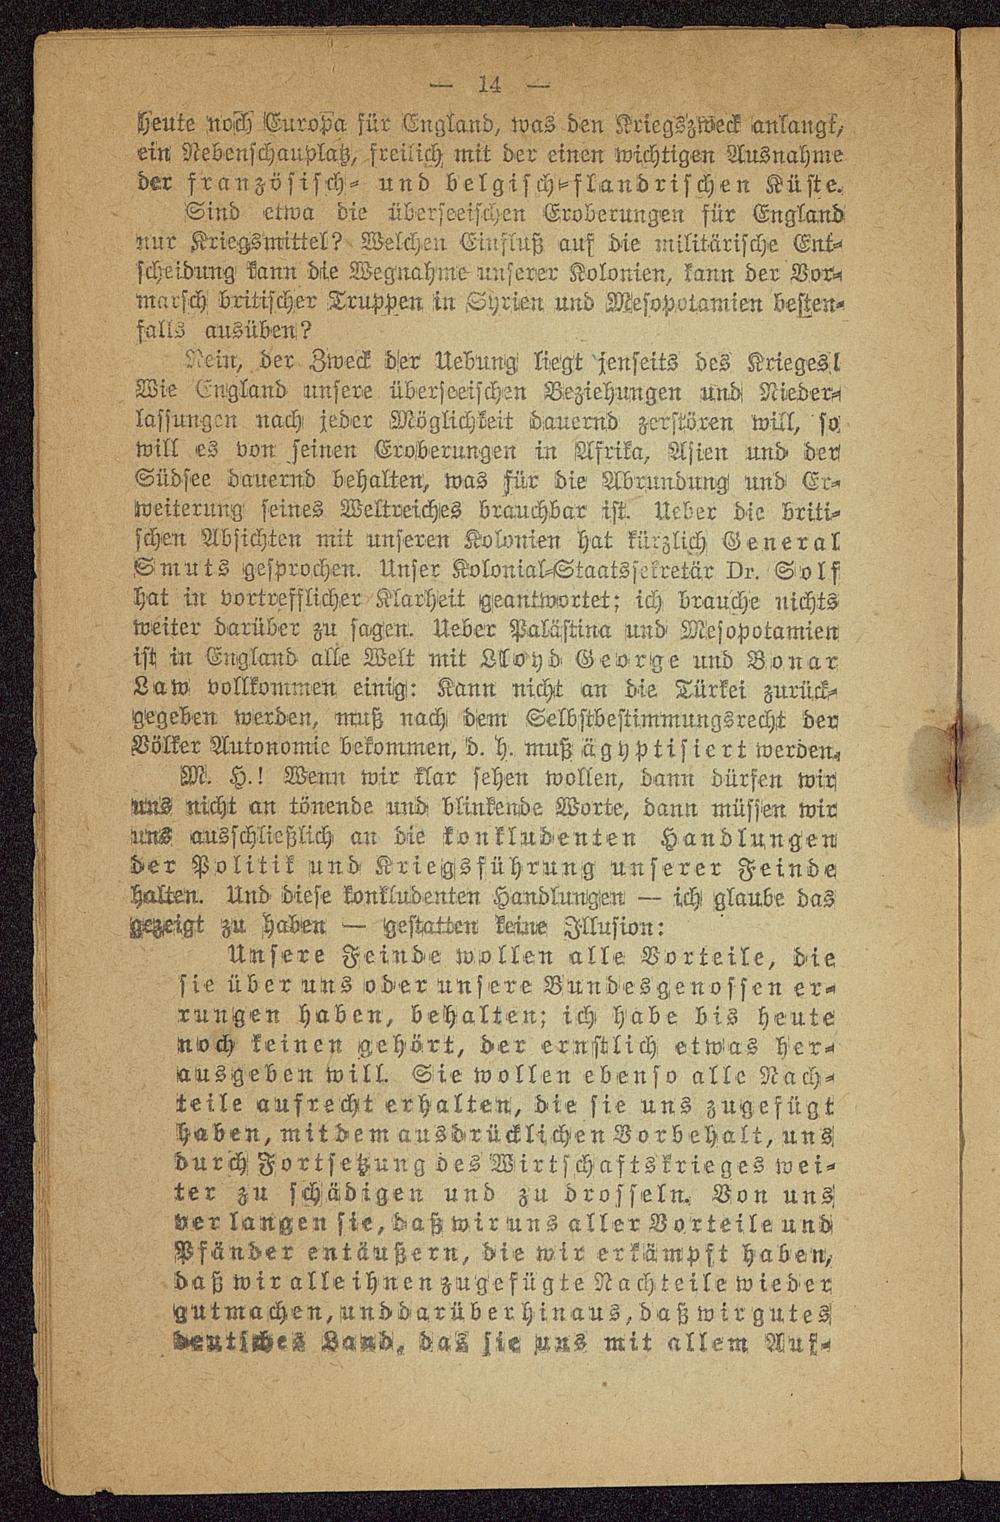 — 14 —
heute noch Europa für England, was den Kriegszweck anlangt,
ein Nebenschauplatz, freilich mit der einen wichtigen Ausnahme
der französisch- und belgisch-flandrischen Küste.
Sind etwa die überseeischen Eroberungen für England
nur Kriegsmittel? Welchen Einfluß auf die militärische Ent-
scheidung kann die Wegnahme unserer Kolonien, kann der Vor-
marsch britischer Truppen in Syrien und Mesopotamien besten-
falls ausüben?
Nein, der Zweck der Uebung liegt jenseits des Krieges!
Wie England unsere überseeischen Beziehungen und Nieder-
lassungen nach jeder Möglichkeit dauernd zerstören will, so
will es von seinen Eroberungen in Afrika, Asien und der
Südsee dauernd behalten, was für die Abrundung und Er-
weiterung seines Weltreiches brauchbar ist. Ueber die briti-
schen Absichten mit unseren Kolonien hat kürzlich General
Smuts gesprochen. Unser Kolonial-Staatssekretär Dr. Solf
hat in vortrefflicher Klarheit geantwortet; ich brauche nichts
weiter darüber zu sagen. Ueber Palästina und Mesopotamien
ist in England alle Welt mit Lloyd George und Bonar
Law vollkommen einig: Kann nicht an die Türkei zurück-
gegeben werden, muß nach dem Selbstbestimmungsrecht der
Völker Autonomie bekommen, d. h. muß ägyptisiert werden.
M. H.! Wenn wir klar sehen wollen, dann dürfen wir
uns nicht an tönende und blinkende Worte, dann müssen wir
uns ausschließlich an die konkludenten Handlungen
der Politik und Kriegsführung unserer Feinde
halten. Und diese konkludenten Handlungen — ich glaube das
gezeigt zu haben — gestatten keine Illusion:
Unsere Feinde wollen alle Vorteile, die
sie über uns oder unsere Bundesgenossen er-
rungen haben, behalten; ich habe bis heute
noch keinen gehört, der ernstlich etwas her-
ausgeben will. Sie wollen ebenso alle Nach-
teile aufrecht erhalten, die sie uns zugefügt
haben, mit dem ausdrücklichen Vorbehalt, uns
durch Fortsetzung des Wirtschaftskrieges wei-
ter zu schädigen und zu drosseln. Von uns
verlangen sie, daß wir uns aller Vorteile und
Pfänder entäußern, die wir erkämpft haben,
daß wir alle ihnen zugefügte Nachteile wieder
gutmachen, und darüber hinaus, daß wir gutes
deutsches Land, das sie uns mit allem Auf-